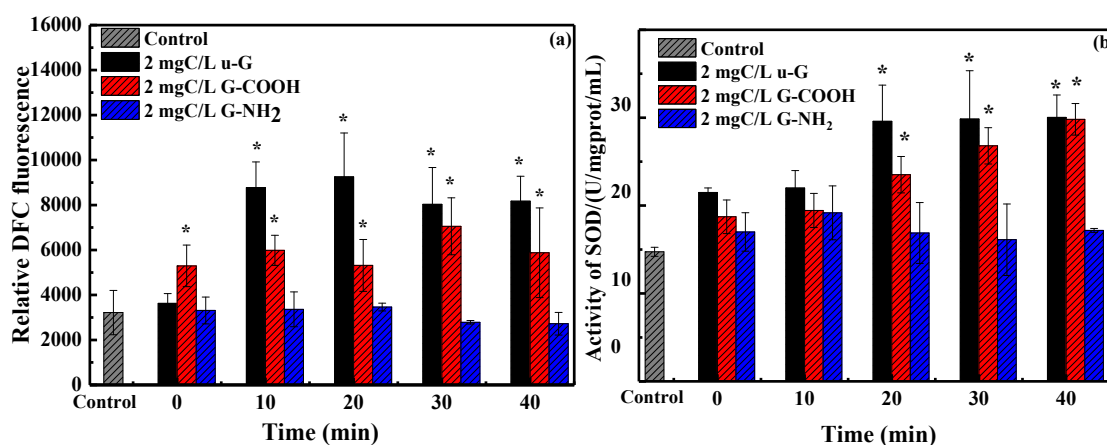 16000
14000
12000
10000
8000
6000
4000
2000
0
Relative DFC fluorescence
Control
2 mgC/L u-G
2 mgC/L G-COOH
2 mgC/L G-NH2
(a)
*
*
*
*
*
*
*
*
*
Control
0
10
20
30
40
Time (min)
30
20
10
0
Activity of SOD/(U/mgprot/mL)
Control
2 mgC/L u-G
2 mgC/L G-COOH
2 mgC/L G-NH₂
(b)
*
*
*
*
*
*
Control
0
10
20
30
40
Time (min)